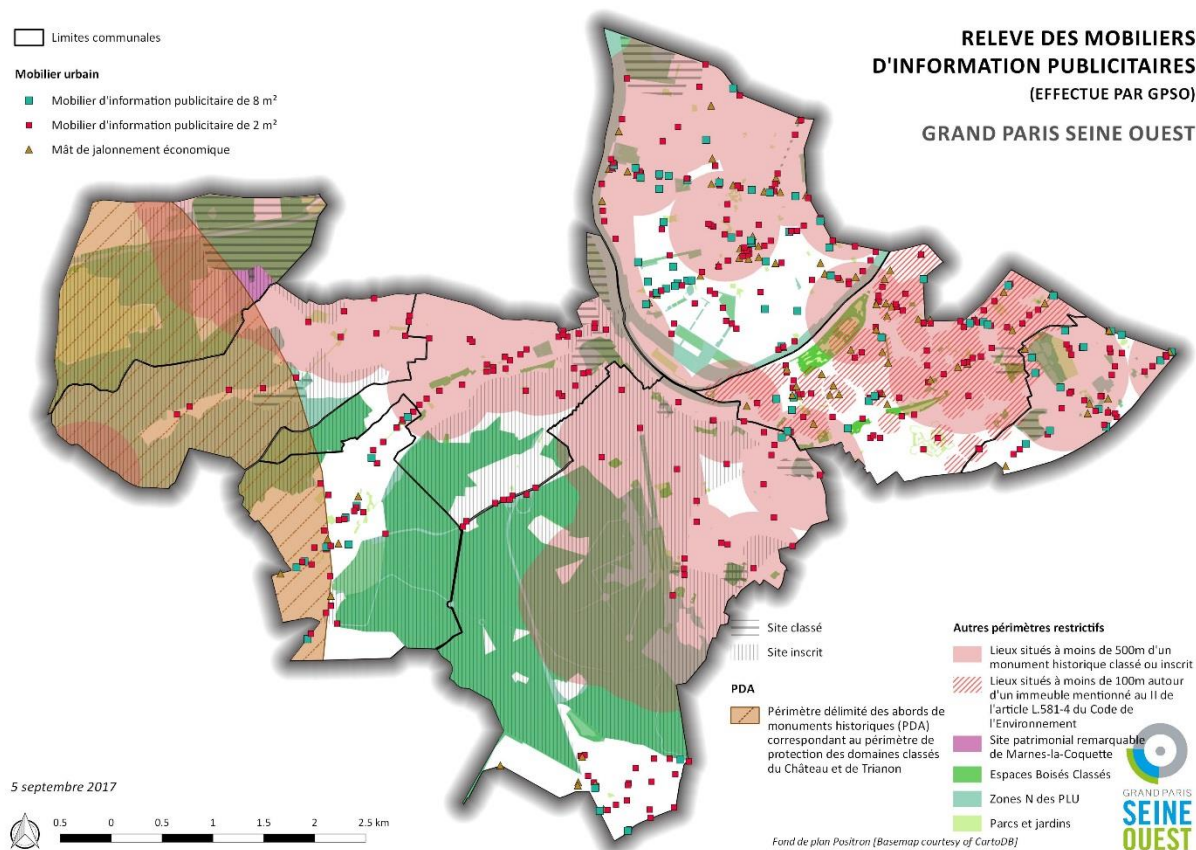 Limites communales
Mobilier urbain
Mobilier d'information publicitaire de 8 m²
Mobilier d'information publicitaire de 2 m²
Mât de jalonnement économique
RELEVE DES MOBILIERS
D'INFORMATION PUBLICITAIRES
(EFFECTUE PAR GPSO)
GRAND PARIS SEINE OUEST
Site classé
Site inscrit
PDA
Périmètre délimité des abords de
monuments historiques (PDA)
correspondant au périmètre de
protection des domaines classés
du Château et de Trianon
Autres périmètres restrictifs
Lieux situés à moins de 500m d'un
monument historique classé ou inscrit
Lieux situés à moins de 100m autour
d'un immeuble mentionné au II de
l'article L.581-4 du Code de
l'Environnement
Site patrimonial remarquable
de Marnes-la-Coquette
Espaces Boisés Classés
Zones N des PLU
Parcs et jardins
GRAND PARIS
SEINE
OUEST
5 septembre 2017
0.5 0 0.5 1 1.5 2 2.5 km
Fond de plan Positron [Basemap courtesy of CartoDB]